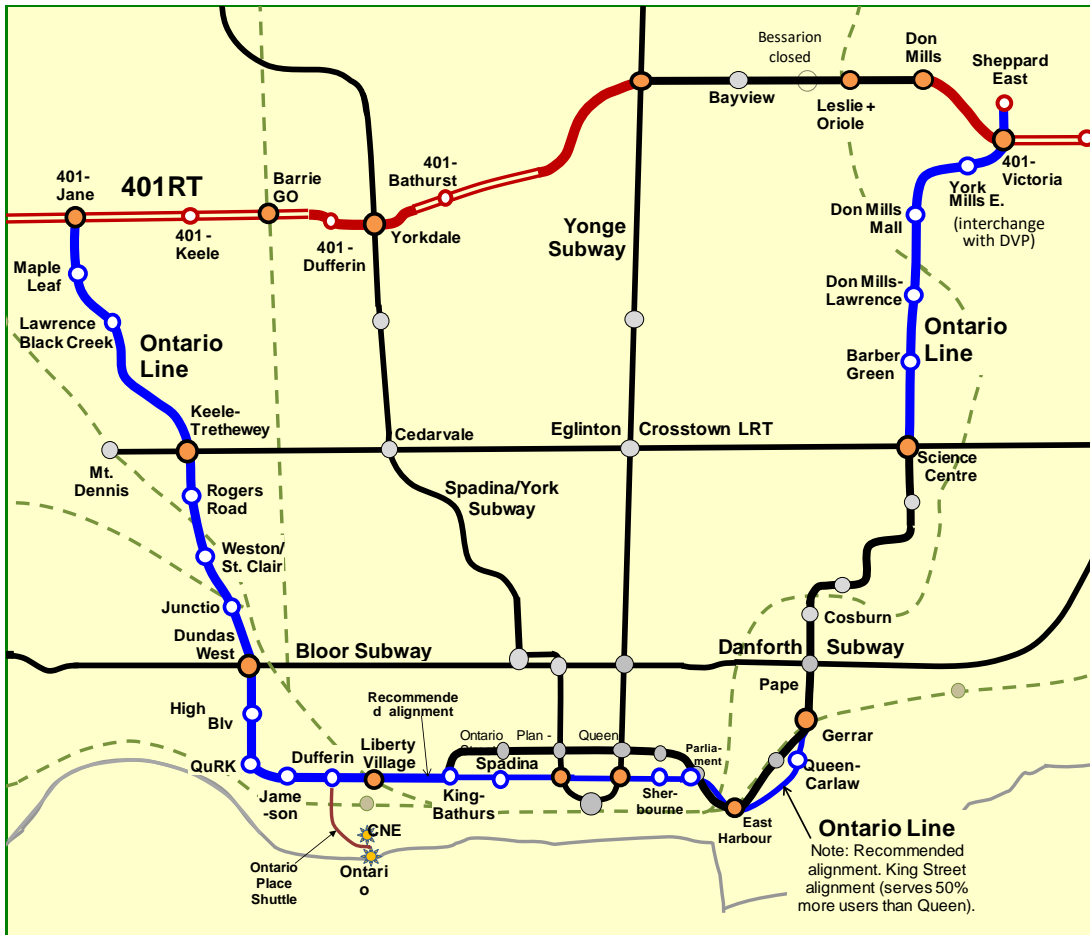 Bessarion
closed
Don
Mills
Sheppard
East
Bayview
Leslie +
Oriole
401-
Victoria
401-
Jane
401RT
Barrie
GO
401-
Bathurst
Yonge
Subway
York
Mills E.
(interchange
with DVP)
Don Mills
Mall
401 -
Keele
401 -
Dufferin
Yorkdale
Maple
Leaf
Don Mills-
Lawrence
Lawrence
Black Creek
Ontario
Line
Ontario
Line
Barber
Green
Keele-
Trethewey
Cedarvale
Eglinton
Crosstown LRT
Science
Centre
Mt.
Dennis
Rogers
Road
Spadina/York
Subway
Weston/
St. Clair
Junctio
Cosburn
Dundas
West
Bloor Subway
Danforth
Subway
Pape
High
Blv
Recommende
d alignment
Gerrar
Ontario
Plan -
Queen
Parlia-
ment
QuRK
Dufferin
Liberty
Village
Spadina
Queen-
Carlaw
Jame
-son
King-
Bathurs
Sher-
bourne
East
Harbour
CNE
Ontario
Place
Shuttle
Ontari
o
Ontario Line
Note: Recommended
alignment. King Street
alignment (serves 50%
more users than Queen).